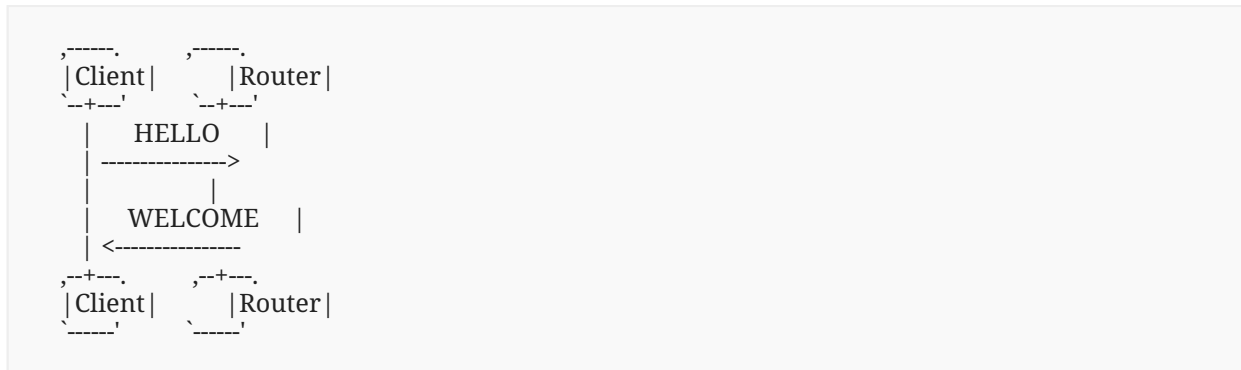 ,------.          ,------.
|Client|          |Router|
`--+---'          `--+---'
   |      HELLO      |
   | ---------------->
   |                 |
   |     WELCOME     |
   | <----------------
,--+---.          ,--+---.
|Client|          |Router|
`------'          `------'